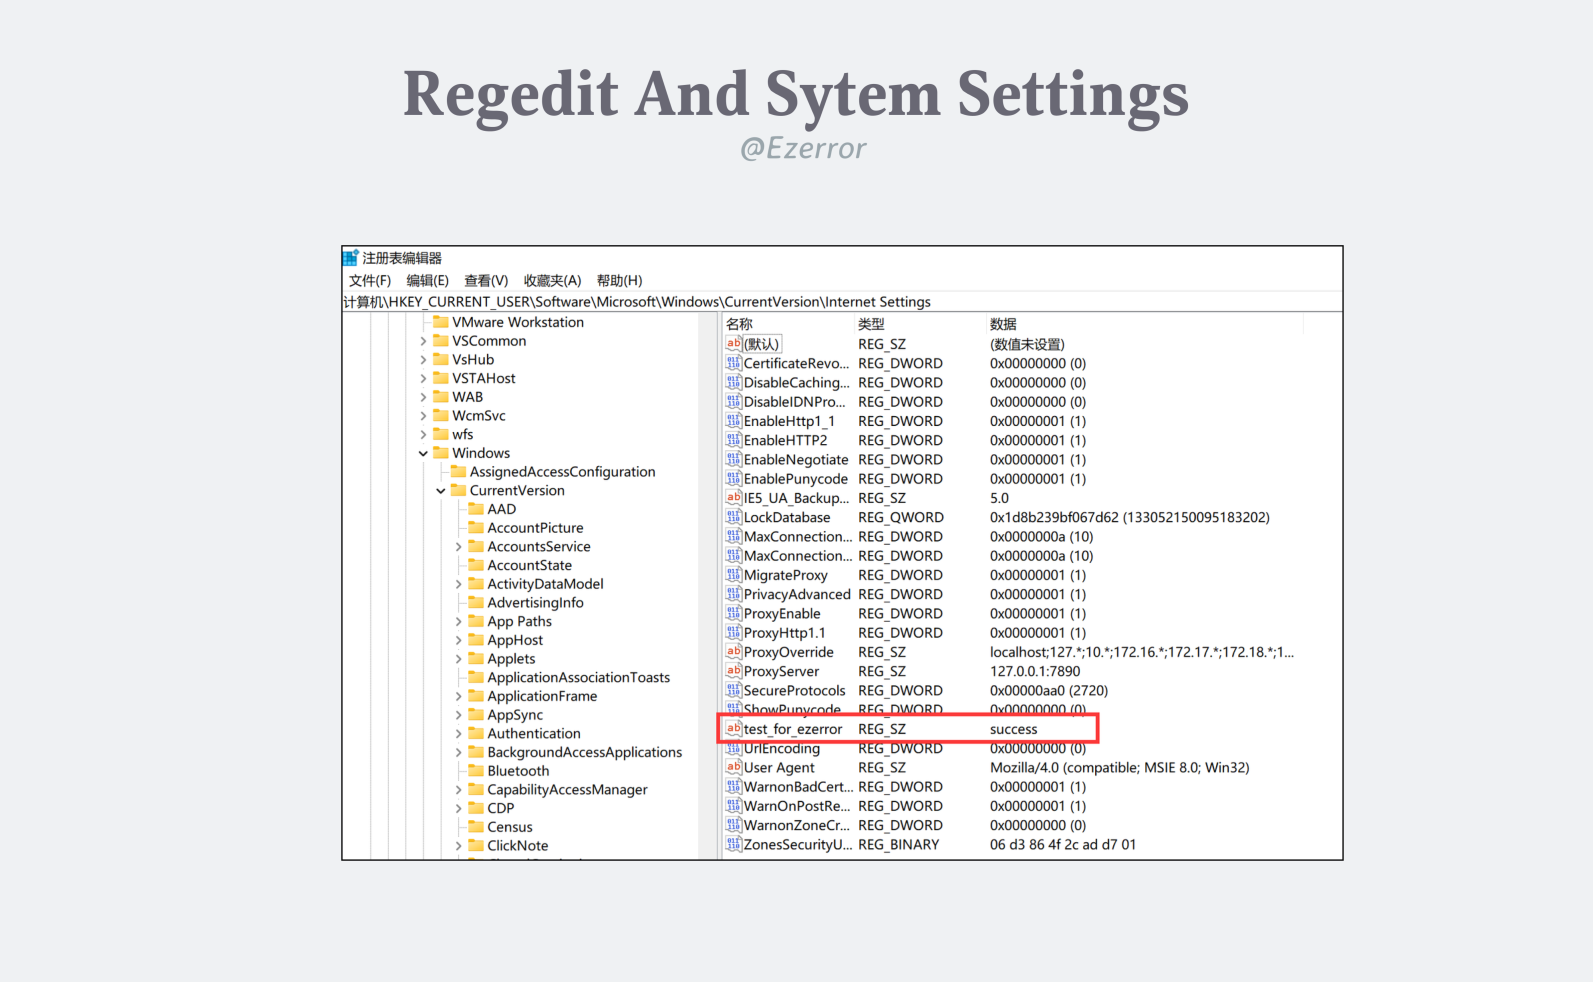 Regedit And Sytem Settings
@Ezerror
注册表编辑器
文件(F) 编辑(E) 查看(V) 收藏夹(A) 帮助(H)
计算机\HKEY_CURRENT_USER\Software\Microsoft\Windows\CurrentVersion\Internet Settings
VMware Workstation
VSCommon
VsHub
VSTAHost
WAB
WcmSvc
wfs
Windows
AssignedAccessConfiguration
CurrentVersion
AAD
AccountPicture
AccountsService
AccountState
ActivityDataModel
AdvertisingInfo
App Paths
AppHost
Applets
ApplicationAssociationToasts
ApplicationFrame
AppSync
Authentication
BackgroundAccessApplications
Bluetooth
CapabilityAccessManager
CDP
Census
ClickNote
名称 类型 数据
(默认) REG_SZ (数值未设置)
CertificateRevo... REG_DWORD 0x00000000 (0)
DisableCaching... REG_DWORD 0x00000000 (0)
DisableIDNPro... REG_DWORD 0x00000000 (0)
EnableHttp1_1 REG_DWORD 0x00000001 (1)
EnableHTTP2 REG_DWORD 0x00000001 (1)
EnableNegotiate REG_DWORD 0x00000001 (1)
EnablePunycode REG_DWORD 0x00000001 (1)
IE5_UA_Backup... REG_SZ 5.0
LockDatabase REG_QWORD 0x1d8b239bf067d62 (133052150095183202)
MaxConnection... REG_DWORD 0x0000000a (10)
MaxConnection... REG_DWORD 0x0000000a (10)
MigrateProxy REG_DWORD 0x00000001 (1)
PrivacyAdvanced REG_DWORD 0x00000001 (1)
ProxyEnable REG_DWORD 0x00000001 (1)
ProxyHttp1.1 REG_DWORD 0x00000001 (1)
ProxyOverride REG_SZ localhost;127.*;10.*;172.16.*;172.17.*;172.18.*;1...
ProxyServer REG_SZ 127.0.0.1:7890
SecureProtocols REG_DWORD 0x00000aa0 (2720)
ShowPunycode REG_DWORD 0x00000000 (0)
test_for_ezerror REG_SZ success
UrlEncoding REG_DWORD 0x00000000 (0)
User Agent REG_SZ Mozilla/4.0 (compatible; MSIE 8.0; Win32)
WarnonBadCert... REG_DWORD 0x00000001 (1)
WarnOnPostRe... REG_DWORD 0x00000001 (1)
WarnonZoneCr... REG_DWORD 0x00000000 (0)
ZonesSecurityU... REG_BINARY 06 d3 86 4f 2c ad d7 01